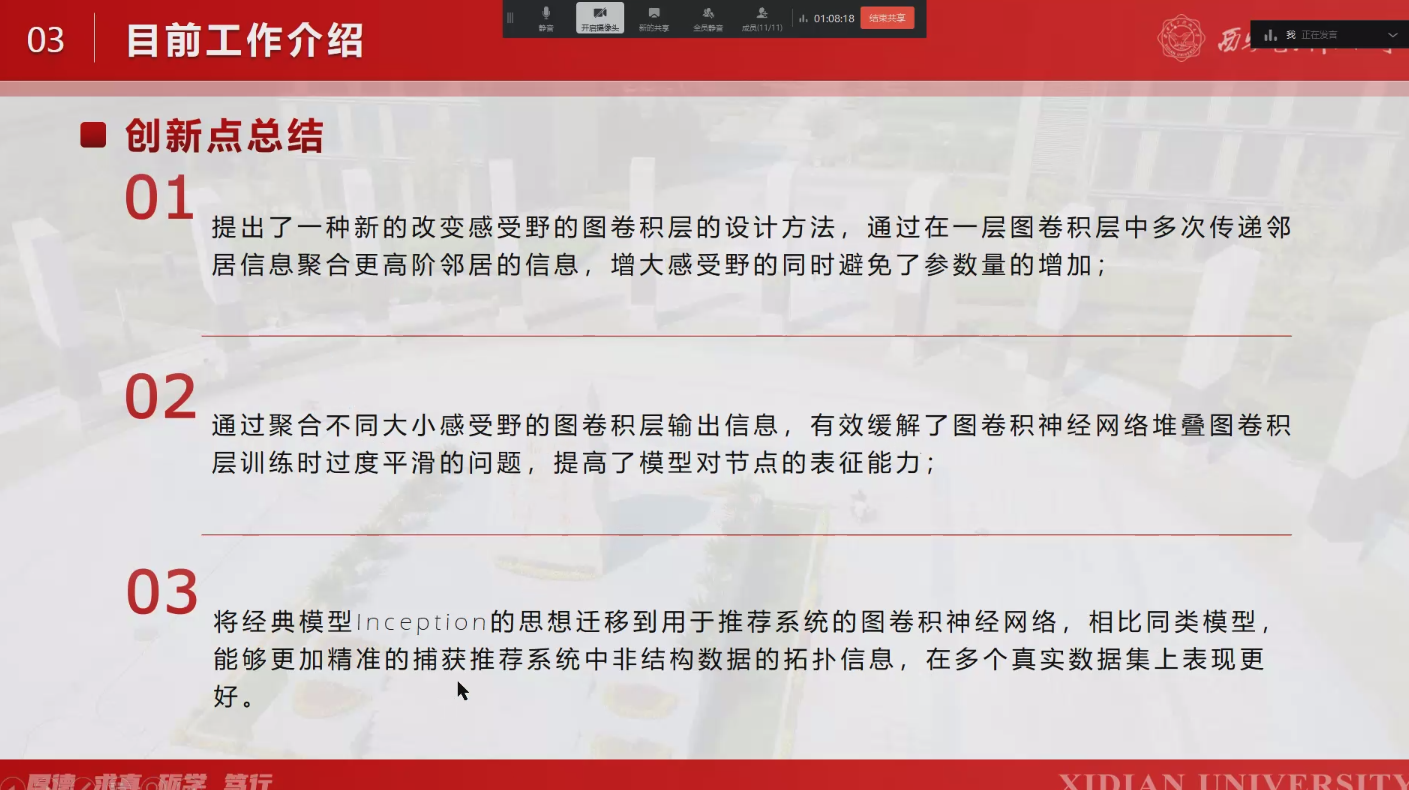 03
目前工作介绍
静音
开启摄像头
新的共享
全员静音
成员(11/11)
01:08:18
结束共享
我 正在发言
创新点总结
01
提出了一种新的改变感受野的图卷积层的设计方法，通过在一层图卷积层中多次传递邻
居信息聚合更高阶邻居的信息，增大感受野的同时避免了参数量的增加；
02
通过聚合不同大小感受野的图卷积层输出信息，有效缓解了图卷积神经网络堆叠图卷积
层训练时过度平滑的问题，提高了模型对节点的表征能力；
03
将经典模型Inception的思想迁移到用于推荐系统的图卷积神经网络，相比同类模型，
能够更加精准的捕获推荐系统中非结构数据的拓扑信息，在多个真实数据集上表现更
好。
厚德 求真 砺学 笃行
XIDIAN UNIVERSITY